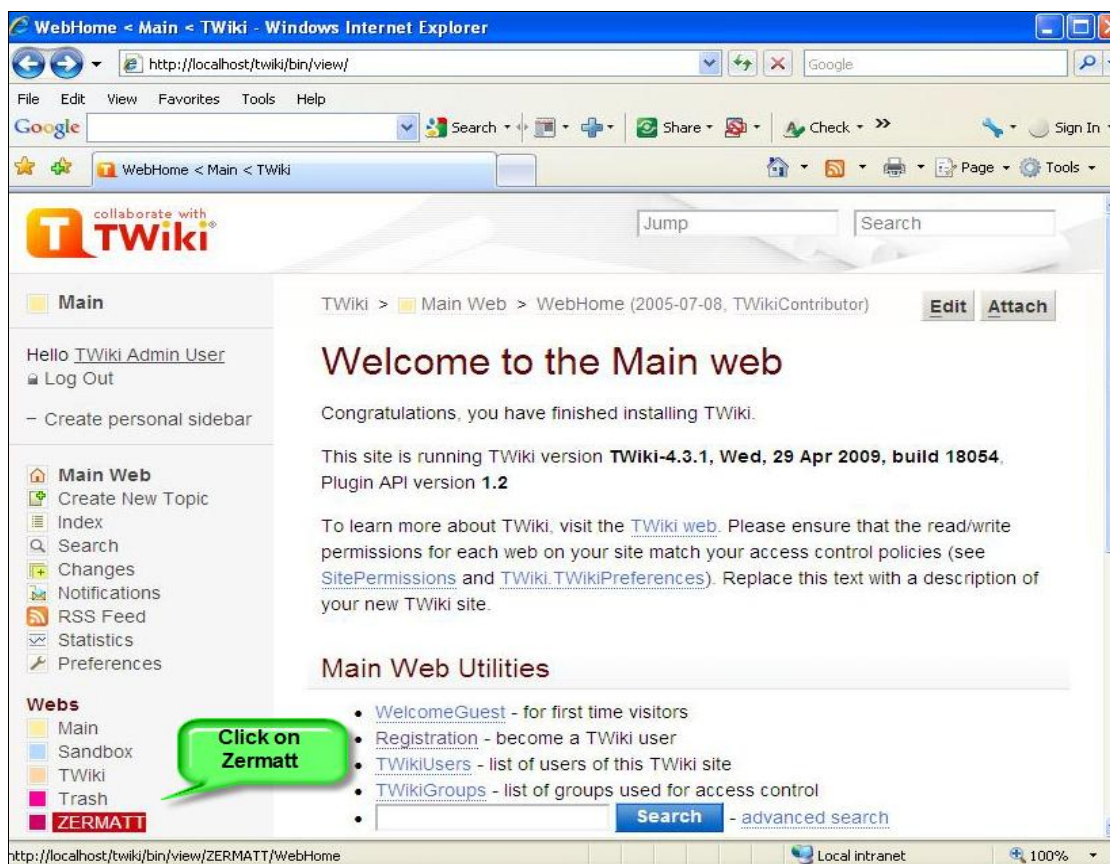 WebHome < Main < TWiki - Windows Internet Explorer
http://localhost/twiki/bin/view/
Google
File Edit View Favorites Tools Help
Google Search Share Check » Sign In
WebHome < Main < TWiki
Page Tools
collaborate with
TWiki®
Jump Search
Main
TWiki > Main Web > WebHome (2005-07-08, TWikiContributor) Edit Attach
Hello TWiki Admin User
Log Out
– Create personal sidebar
Main Web
Create New Topic
Index
Search
Changes
Notifications
RSS Feed
Statistics
Preferences
Webs
Main
Sandbox
TWiki
Trash
ZERMATT
Click on
Zermatt
Welcome to the Main web
Congratulations, you have finished installing TWiki.
This site is running TWiki version TWiki-4.3.1, Wed, 29 Apr 2009, build 18054,
Plugin API version 1.2
To learn more about TWiki, visit the TWiki web. Please ensure that the read/write
permissions for each web on your site match your access control policies (see
SitePermissions and TWiki.TWikiPreferences). Replace this text with a description of
your new TWiki site.
Main Web Utilities
• WelcomeGuest - for first time visitors
• Registration - become a TWiki user
• TWikiUsers - list of users of this TWiki site
• TWikiGroups - list of groups used for access control
• Search - advanced search
http://localhost/twiki/bin/view/ZERMATT/WebHome Local intranet 100%